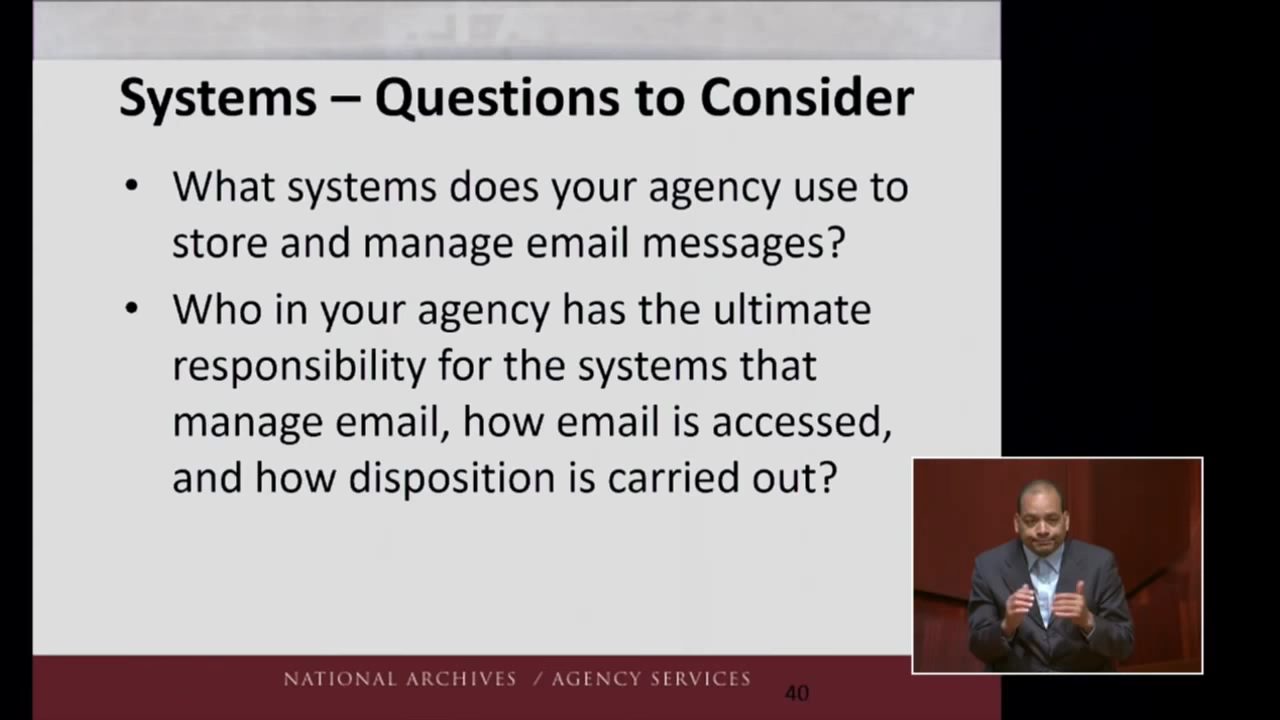 Systems – Questions to Consider
• What systems does your agency use to
store and manage email messages?
• Who in your agency has the ultimate
responsibility for the systems that
manage email, how email is accessed,
and how disposition is carried out?
NATIONAL ARCHIVES / AGENCY SERVICES
40